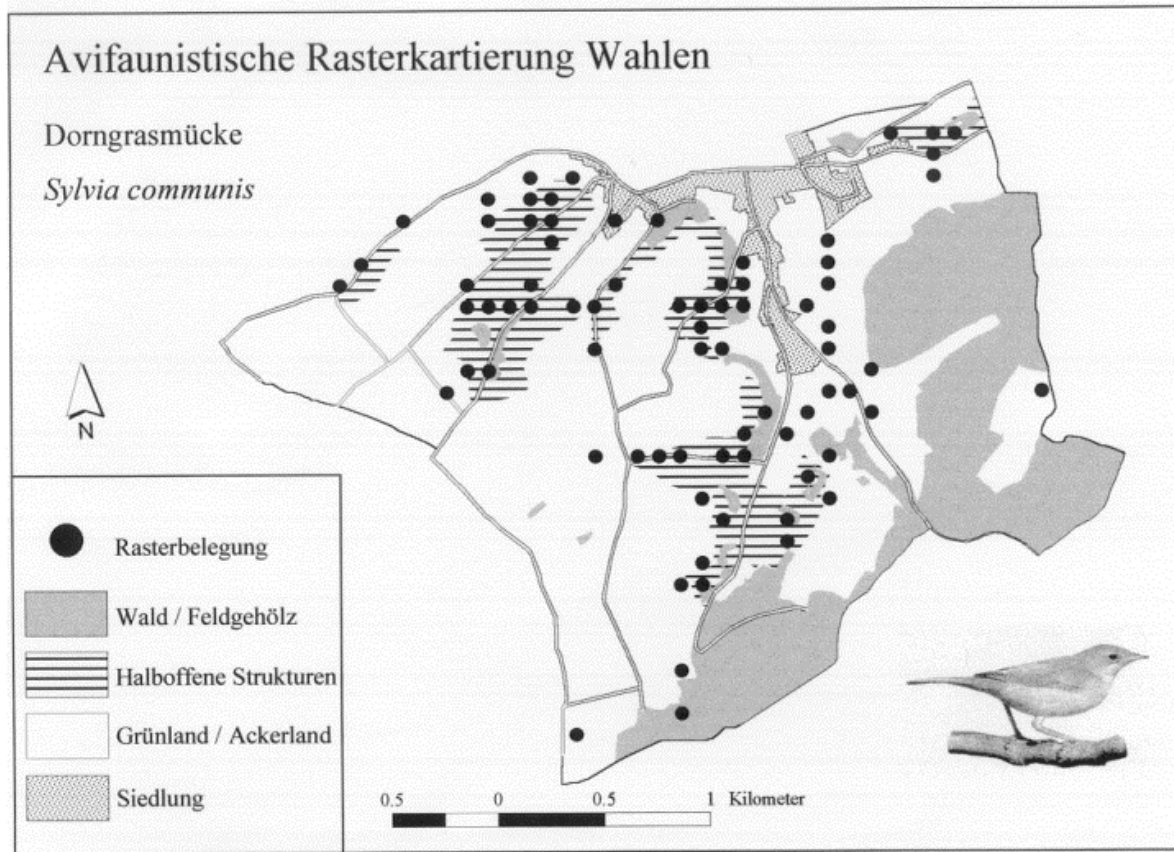 Avifaunistische Rasterkartierung Wahlen
Dorngrasmücke
Sylvia communis
N
Rasterbelegung
Wald / Feldgehölz
Halboffene Strukturen
Grünland / Ackerland
Siedlung
0.5 0 0.5 1 Kilometer